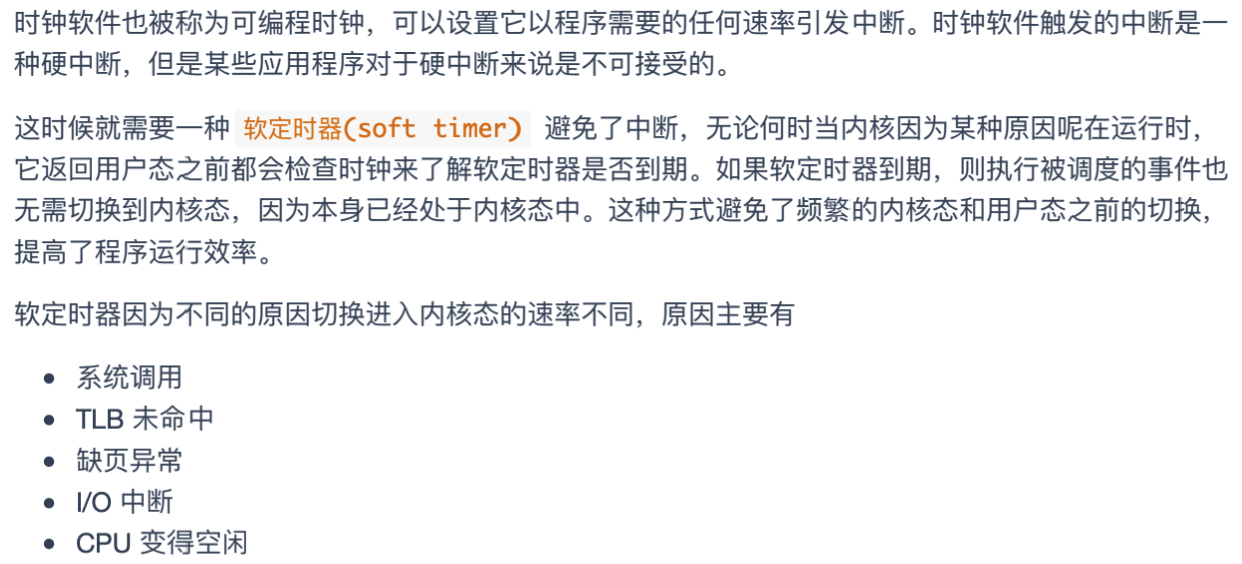 时钟软件也被称为可编程时钟，可以设置它以程序需要的任何速率引发中断。时钟软件触发的中断是一
种硬中断，但是某些应用程序对于硬中断来说是不可接受的。
这时候就需要一种 软定时器(soft timer) 避免了中断，无论何时当内核因为某种原因呢在运行时，
它返回用户态之前都会检查时钟来了解软定时器是否到期。如果软定时器到期，则执行被调度的事件也
无需切换到内核态，因为本身已经处于内核态中。这种方式避免了频繁的内核态和用户态之前的切换，
提高了程序运行效率。
软定时器因为不同的原因切换进入内核态的速率不同，原因主要有
• 系统调用
• TLB 未命中
• 缺页异常
• I/O 中断
• CPU 变得空闲